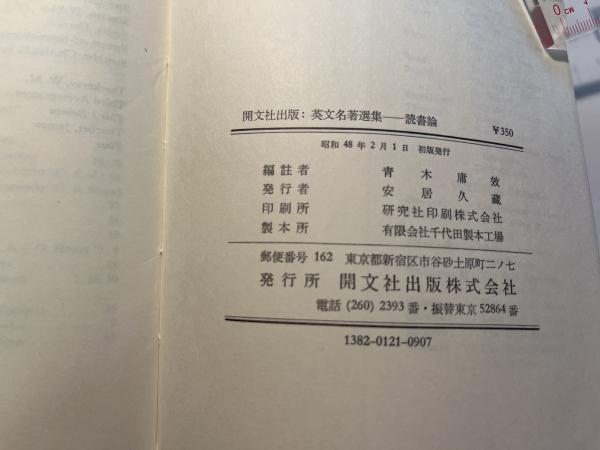 開文社出版：英文名著選集──読書論　¥350
昭和48年2月1日　初版発行
編註者　青木庸效
発行者　安居久藏
印刷所　研究社印刷株式会社
製本所　有限会社千代田製本工場
郵便番号 162　東京都新宿区市谷砂土原町二ノ七
発行所　開文社出版株式会社
電話 (260) 2393 番・振替東京 52864 番
1382-0121-0907